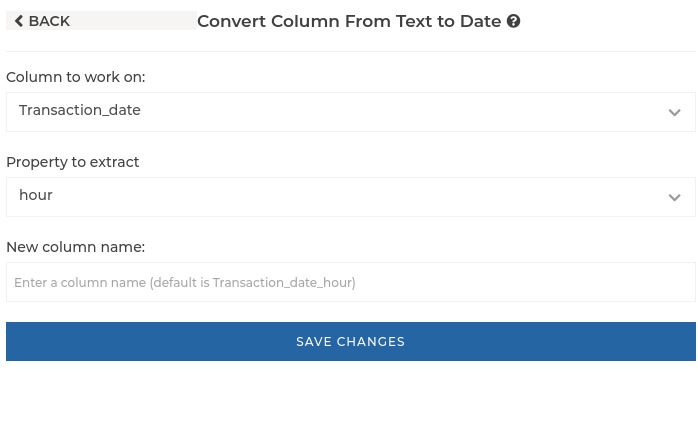 BACK
Convert Column From Text to Date ?
Column to work on:
Transaction_date
Property to extract
hour
New column name:
Enter a column name (default is Transaction_date_hour)
SAVE CHANGES